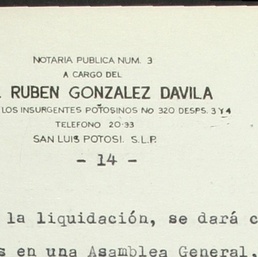 NOTARIA PUBLICA NUM. 3
A CARGO DEL
. RUBEN GONZALEZ DAVILA
LOS INSURGENTES POTOSINOS No 320 DESPS. 3 Y 4
TELEFONO 20-33
SAN LUIS POTOSI. S.L.P.
- 14 -
la liquidación, se dará
en una Asamblea General,